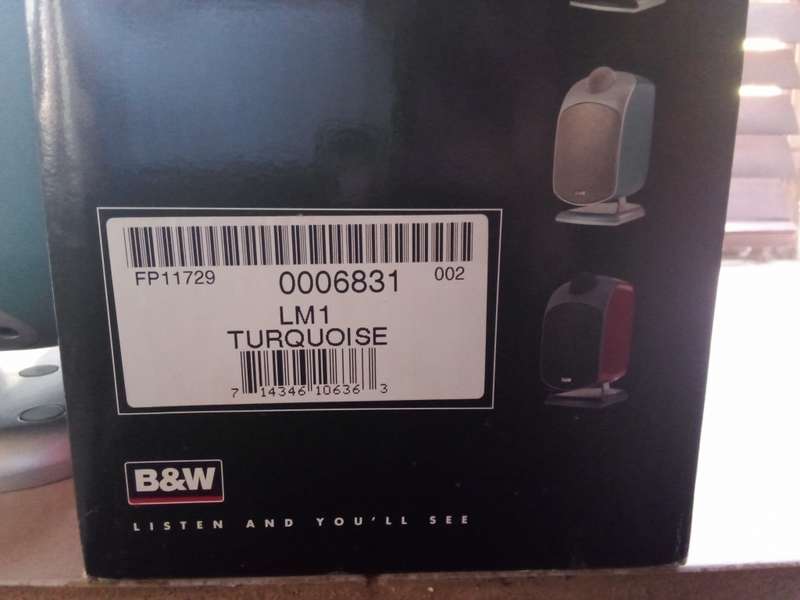 FP11729 0006831 002
LM1
TURQUOISE
7 14346 10636 3
B&W
LISTEN AND YOU'LL SEE